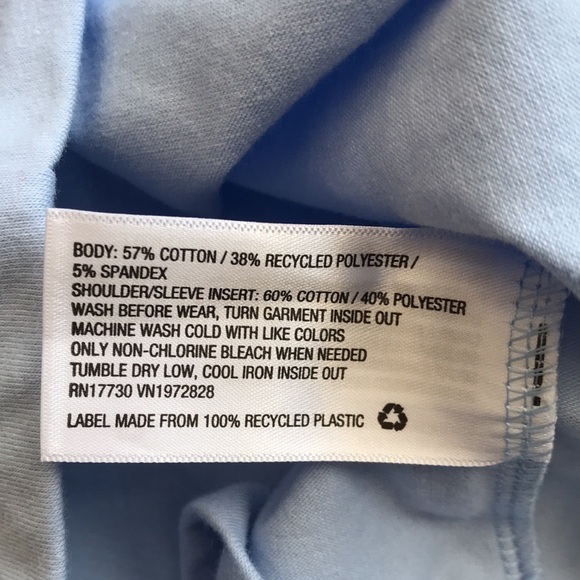 BODY: 57% COTTON / 38% RECYCLED POLYESTER /
5% SPANDEX
SHOULDER/SLEEVE INSERT: 60% COTTON / 40% POLYESTER
WASH BEFORE WEAR, TURN GARMENT INSIDE OUT
MACHINE WASH COLD WITH LIKE COLORS
ONLY NON-CHLORINE BLEACH WHEN NEEDED
TUMBLE DRY LOW, COOL IRON INSIDE OUT
RN17730 VN1972828
LABEL MADE FROM 100% RECYCLED PLASTIC